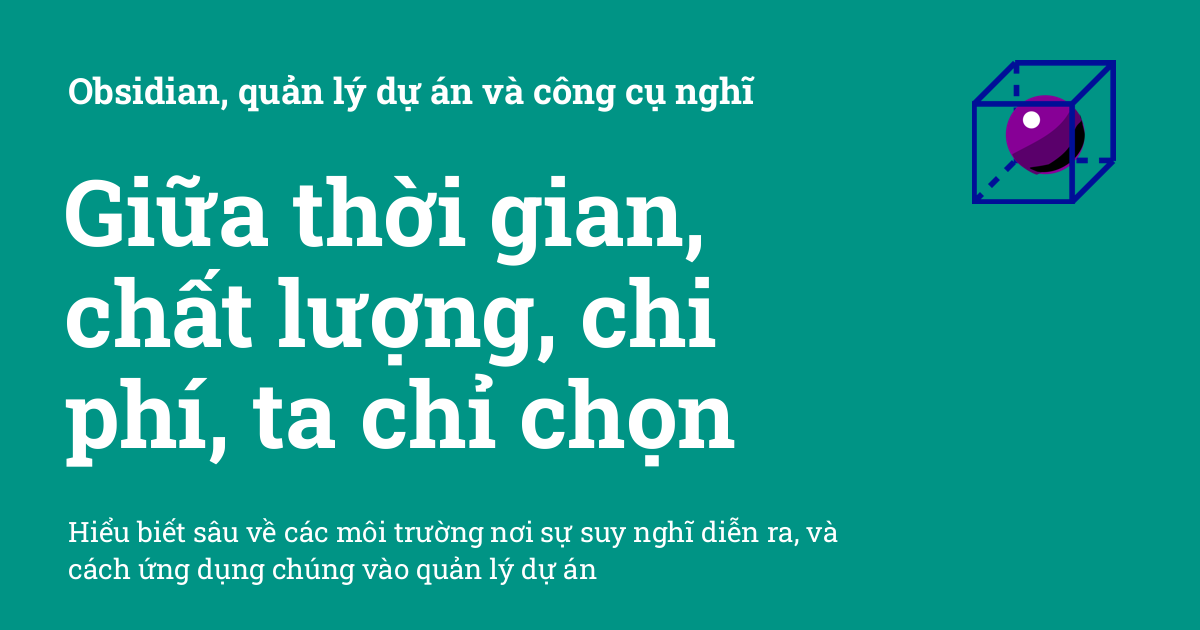 Obsidian, quản lý dự án và công cụ nghĩ
Giữa thời gian,
chất lượng, chi
phí, ta chỉ chọn
Hiểu biết sâu về các môi trường nơi sự suy nghĩ diễn ra, và
cách ứng dụng chúng vào quản lý dự án